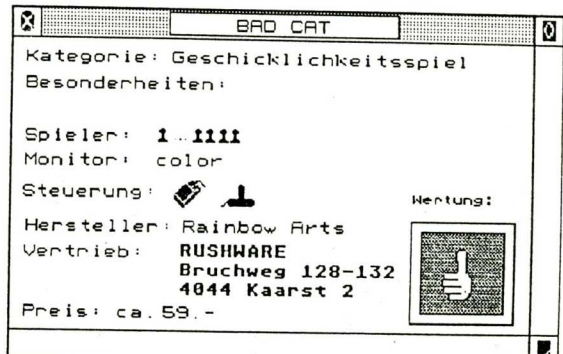 BAD CAT
Kategorie: Geschicklichkeitsspiel
Besonderheiten:
Spieler:
Monitor: color
Steuerung:
Wertung:
Hersteller: Rainbow Arts
Vertrieb: RUSHWARE
Bruchweg 128-132
4044 Kaarst 2
Preis: ca. 59.-